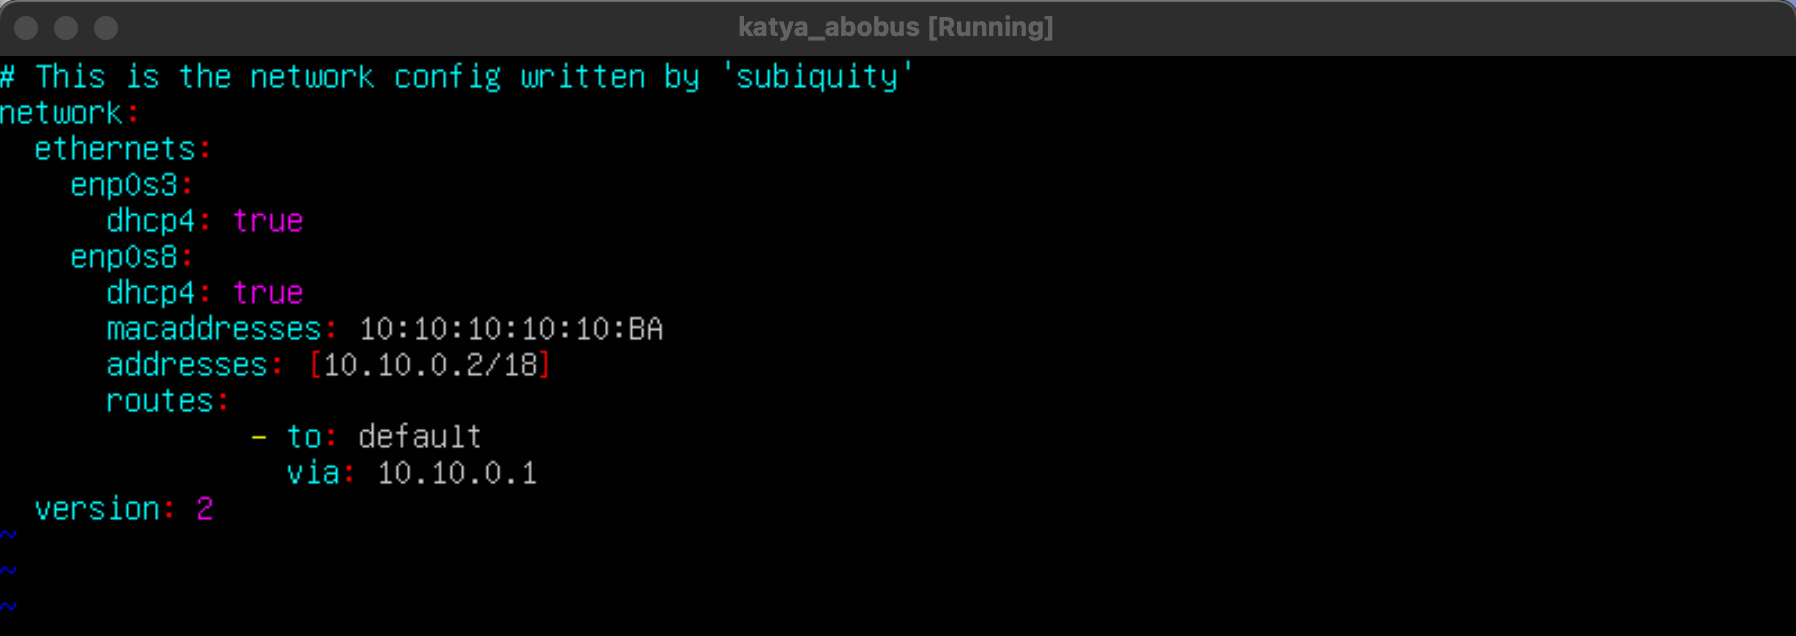 katya_abobus [Running]
# This is the network config written by 'subiquity'
network:
  ethernets:
    enp0s3:
      dhcp4: true
    enp0s8:
      dhcp4: true
      macaddresses: 10:10:10:10:10:BA
      addresses: [10.10.0.2/18]
      routes:
              - to: default
                via: 10.10.0.1
  version: 2
~
~
~